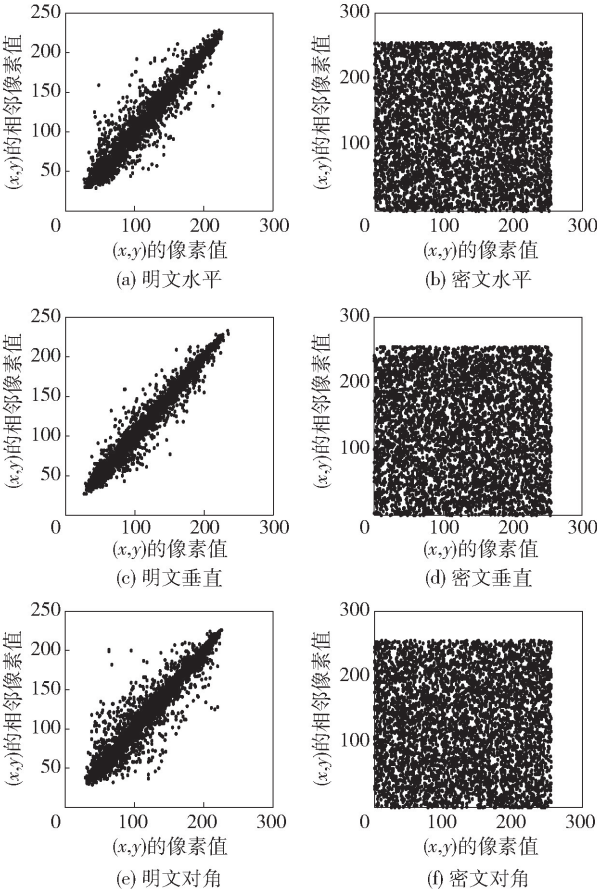 250
200
150
100
50
0
100
200
300
(x,y)的相邻像素值
(x,y)的像素值
(a) 明文水平
300
200
100
0
100
200
300
(x,y)的相邻像素值
(x,y)的像素值
(b) 密文水平
250
200
150
100
50
0
100
200
300
(x,y)的相邻像素值
(x,y)的像素值
(c) 明文垂直
300
200
100
0
100
200
300
(x,y)的相邻像素值
(x,y)的像素值
(d) 密文垂直
250
200
150
100
50
0
100
200
300
(x,y)的相邻像素值
(x,y)的像素值
(e) 明文对角
300
200
100
0
100
200
300
(x,y)的相邻像素值
(x,y)的像素值
(f) 密文对角